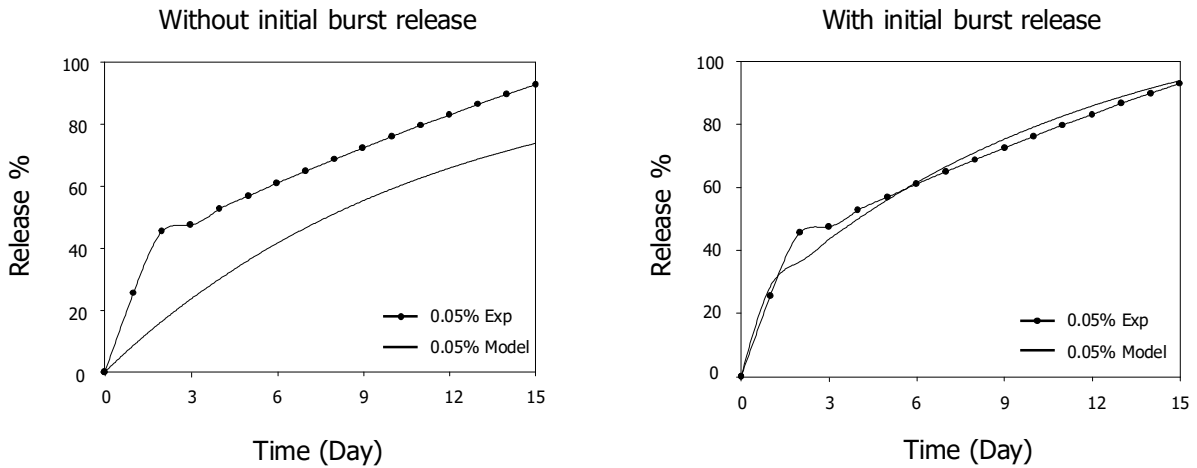 Without initial burst release
100
80
60
40
20
0
Release %
0 3 6 9 12 15
Time (Day)
0.05% Exp
0.05% Model
With initial burst release
100
80
60
40
20
0
Release %
0 3 6 9 12 15
Time (Day)
0.05% Exp
0.05% Model